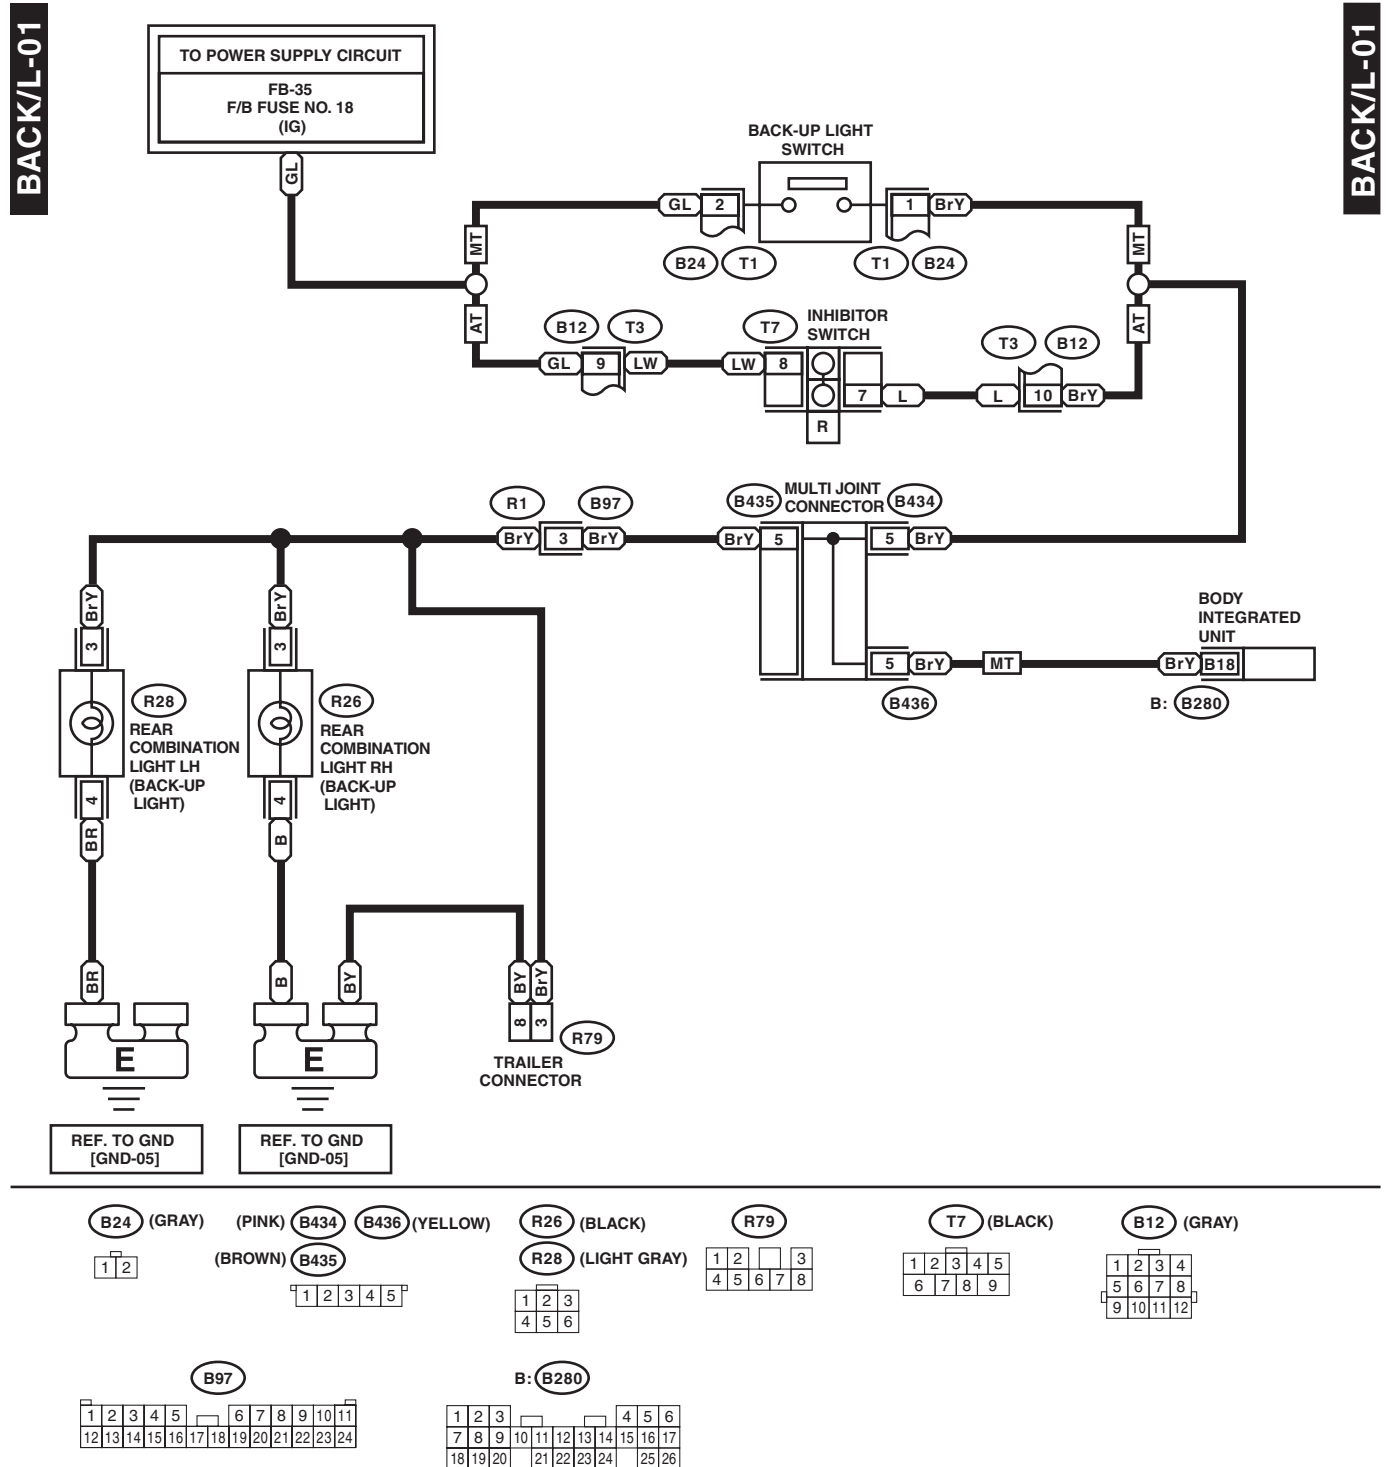 BACK/L-01
BACK/L-01
TO POWER SUPPLY CIRCUIT
FB-35
F/B FUSE NO. 18
(IG)
GL
BACK-UP LIGHT
SWITCH
GL 2
1 BrY
MT
MT
B24 T1
T1 B24
AT
AT
B12 T3
T7
INHIBITOR
SWITCH
T3 B12
GL 9 LW
LW 8
7 L
L 10 BrY
R
R1 B97
B435
MULTI JOINT
CONNECTOR
B434
BrY 3 BrY
BrY 5
5 BrY
BrY
BrY
3
3
BODY
INTEGRATED
UNIT
5 BrY MT BrY B18
B436
B: B280
R28
REAR
COMBINATION
LIGHT LH
(BACK-UP
LIGHT)
R26
REAR
COMBINATION
LIGHT RH
(BACK-UP
LIGHT)
4
4
BR
B
BR
B
BY
BY
BrY
8
3
R79
TRAILER
CONNECTOR
E
E
REF. TO GND
[GND-05]
REF. TO GND
[GND-05]
B24 (GRAY)
1 2
(PINK) B434 B436 (YELLOW)
(BROWN) B435
1 2 3 4 5
R26 (BLACK)
R28 (LIGHT GRAY)
1 2 3
4 5 6
R79
1 2 3
4 5 6 7 8
T7 (BLACK)
1 2 3 4 5
6 7 8 9
B12 (GRAY)
1 2 3 4
5 6 7 8
9 10 11 12
B97
1 2 3 4 5 6 7 8 9 10 11
12 13 14 15 16 17 18 19 20 21 22 23 24
B: B280
1 2 3 4 5 6
7 8 9 10 11 12 13 14 15 16 17
18 19 20 21 22 23 24 25 26